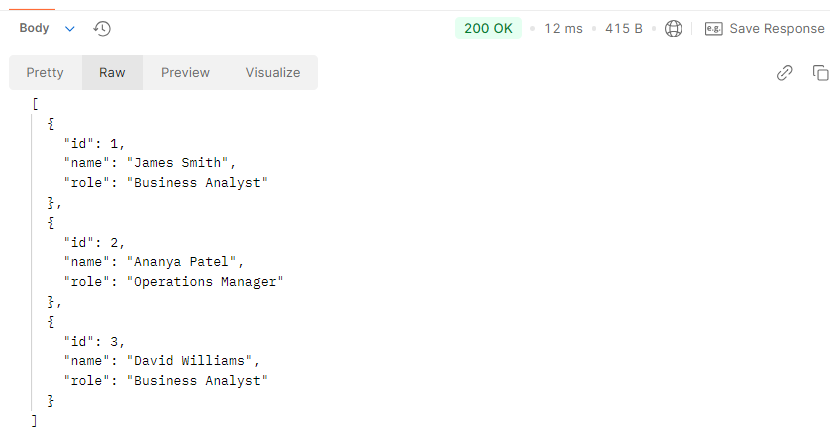 Body 200 OK 12 ms 415 B e.g. Save Response
Pretty Raw Preview Visualize
[
  {
    "id": 1,
    "name": "James Smith",
    "role": "Business Analyst"
  },
  {
    "id": 2,
    "name": "Ananya Patel",
    "role": "Operations Manager"
  },
  {
    "id": 3,
    "name": "David Williams",
    "role": "Business Analyst"
  }
]